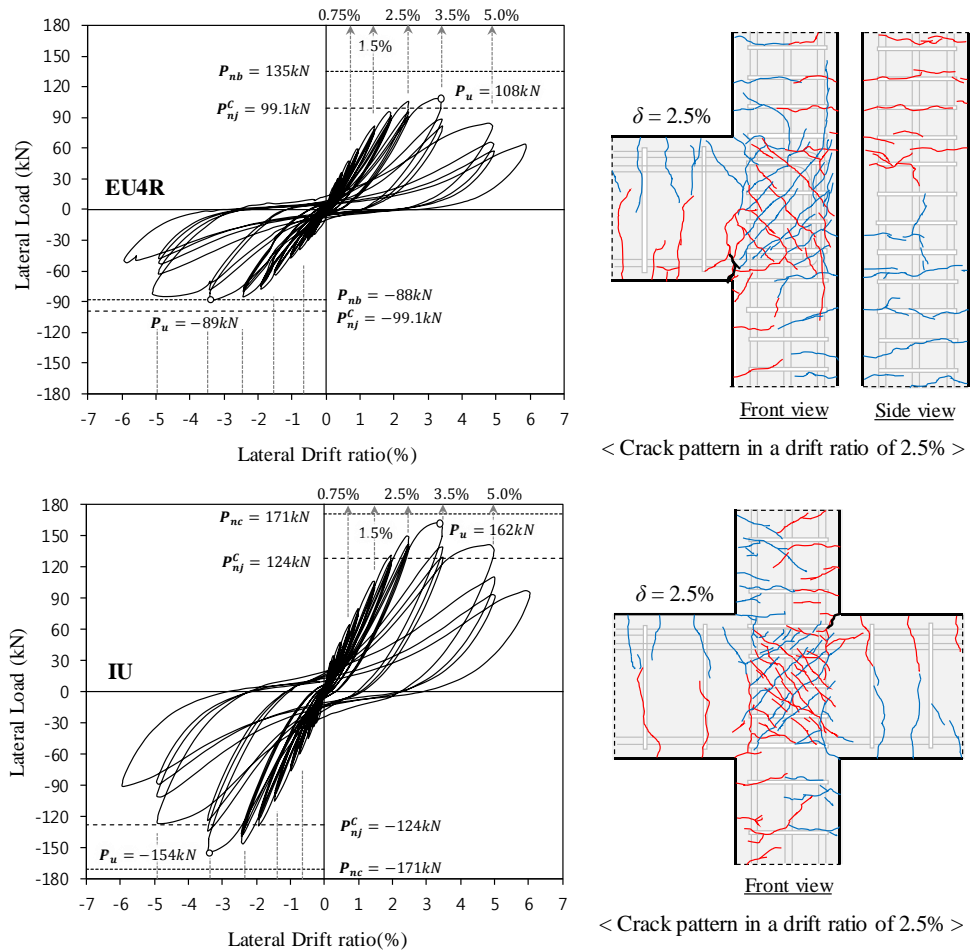 0.75% 2.5% 3.5% 5.0%
1.5%
180
150
120
90
60
30
0
-30
-60
-90
-120
-150
-180
Lateral Load (kN)
P_nb = 135kN
P_u = 108kN
P^C_nj = 99.1kN
EU4R
P_nb = −88kN
P^C_nj = −99.1kN
P_u = −89kN
-7 -6 -5 -4 -3 -2 -1 0 1 2 3 4 5 6 7
Lateral Drift ratio(%)
δ = 2.5%
Front view
Side view
< Crack pattern in a drift ratio of 2.5% >
0.75% 2.5% 3.5% 5.0%
1.5%
180
150
120
90
60
30
0
-30
-60
-90
-120
-150
-180
Lateral Load (kN)
P_nc = 171kN
P_u = 162kN
P^C_nj = 124kN
IU
P^C_nj = −124kN
P_u = −154kN
P_nc = −171kN
-7 -6 -5 -4 -3 -2 -1 0 1 2 3 4 5 6 7
Lateral Drift ratio(%)
δ = 2.5%
Front view
< Crack pattern in a drift ratio of 2.5% >